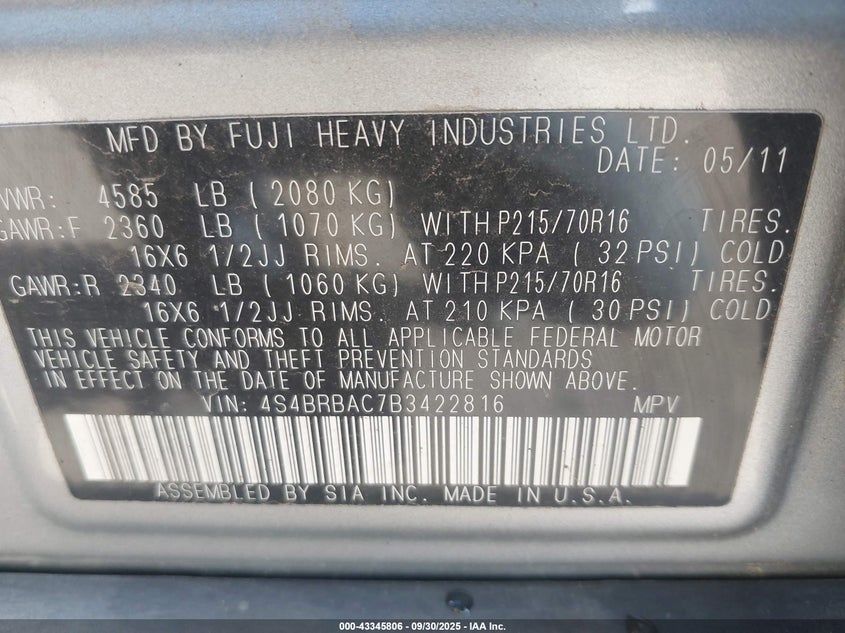 MFD BY FUJI HEAVY INDUSTRIES LTD.
DATE: 05/11
VWR: 4585 LB ( 2080 KG)
GAWR:F 2360 LB ( 1070 KG) WITH P215/70R16 TIRES.
16X6 1/2JJ RIMS. AT 220 KPA ( 32 PSI) COLD
GAWR:R 2340 LB ( 1060 KG) WITH P215/70R16 TIRES.
16X6 1/2JJ RIMS. AT 210 KPA ( 30 PSI) COLD
THIS VEHICLE CONFORMS TO ALL APPLICABLE FEDERAL MOTOR
VEHICLE SAFETY AND THEFT PREVENTION STANDARDS
IN EFFECT ON THE DATE OF MANUFACTURE SHOWN ABOVE.
VIN: 4S4BRBAC7B3422816 MPV
ASSEMBLED BY SIA INC. MADE IN U.S.A.
000-43345806 - 09/30/2025 - IAA Inc.